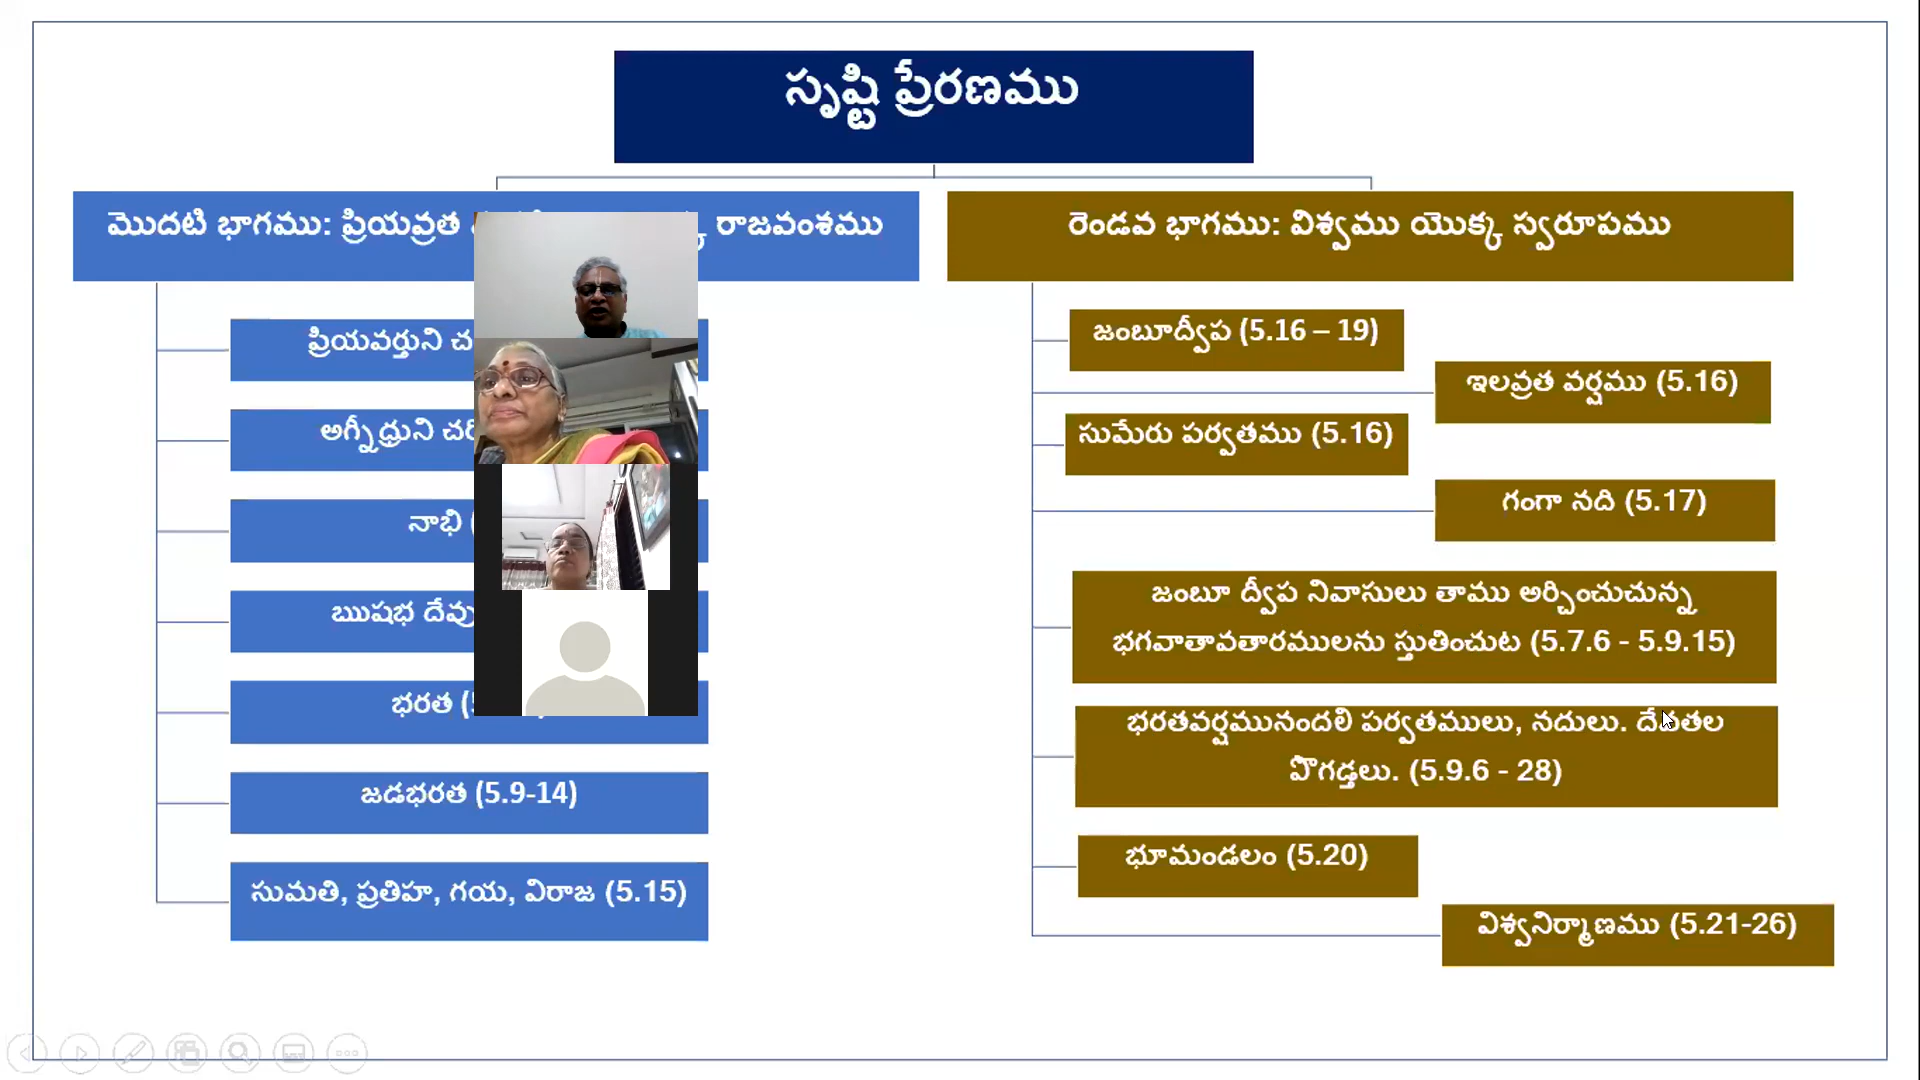 సృష్టి ప్రేరణము
మొదటి భాగము: ప్రియవ్రత రాజవంశము
ప్రియవర్తుని
అగ్నీధ్రుని
నాభి
ఋషభ
భరత
జడభరత (5.9-14)
సుమతి, ప్రతిహ, గయ, విరాజ (5.15)
రెండవ భాగము: విశ్వము యొక్క స్వరూపము
జంబూద్వీప (5.16 – 19)
ఇలవ్రత వర్షము (5.16)
సుమేరు పర్వతము (5.16)
గంగా నది (5.17)
జంబూ ద్వీప నివాసులు తాము అర్చించుచున్న
భగవాతావతారములను స్తుతించుట (5.7.6 - 5.9.15)
భరతవర్షమునందలి పర్వతములు, నదులు. దేవతల
పొగడ్తలు. (5.9.6 - 28)
భూమండలం (5.20)
విశ్వనిర్మాణము (5.21-26)